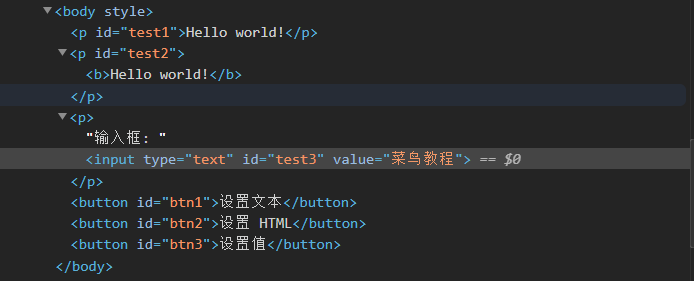 <body style>
<p id="test1">Hello world!</p>
<p id="test2">
<b>Hello world!</b>
</p>
<p>
"输入框: "
<input type="text" id="test3" value="菜鸟教程"> == $0
</p>
<button id="btn1">设置文本</button>
<button id="btn2">设置 HTML</button>
<button id="btn3">设置值</button>
</body>